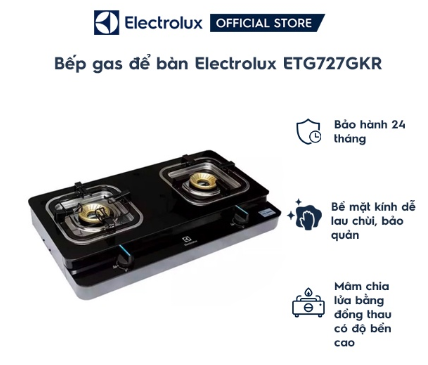 Electrolux OFFICIAL STORE
Bếp gas để bàn Electrolux ETG727GKR
Bảo hành 24
tháng
Bề mặt kính dễ
lau chùi, bảo
quản
Mâm chia
lửa bằng
đồng thau
có độ bền
cao